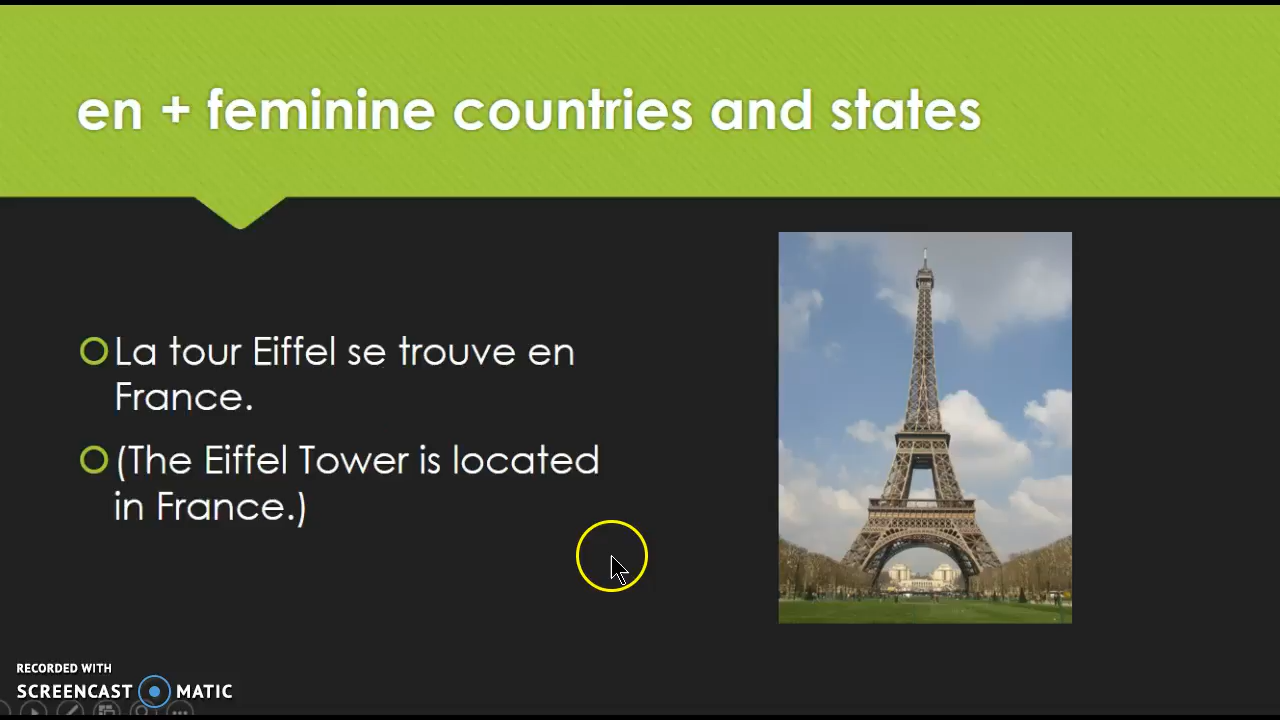 en + feminine countries and states
La tour Eiffel se trouve en
France.
(The Eiffel Tower is located
in France.)
RECORDED WITH
SCREENCAST MATIC